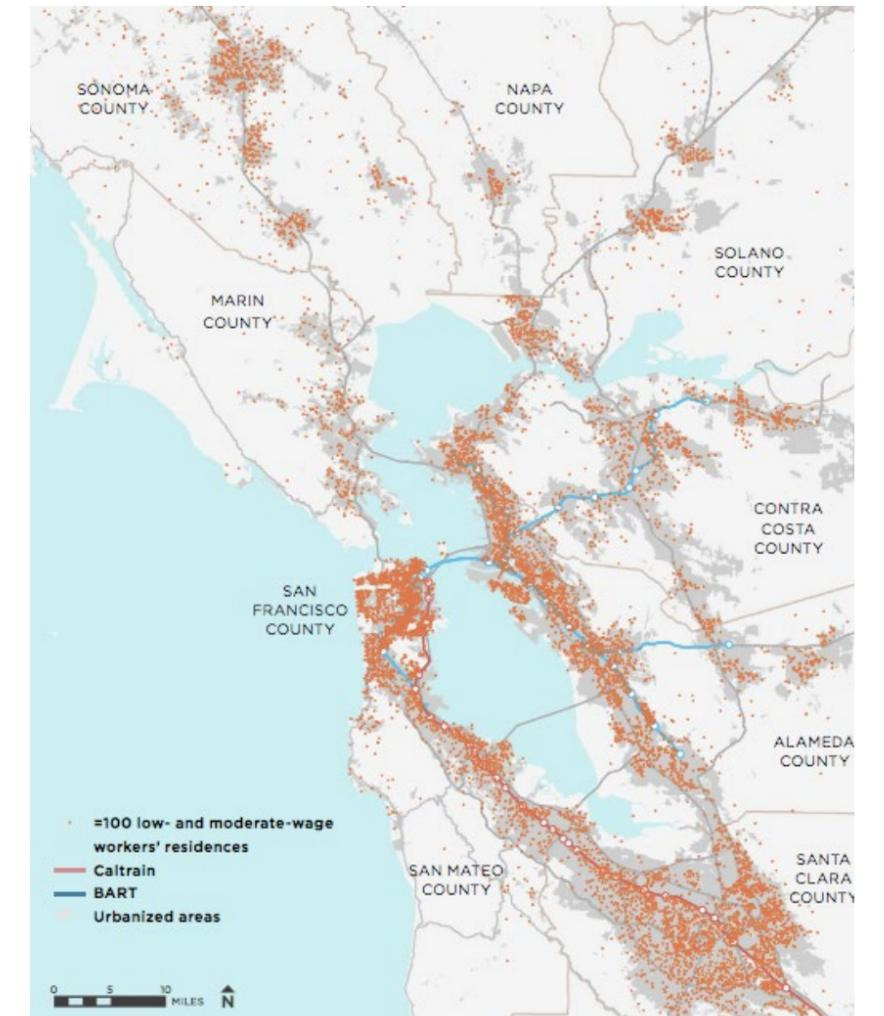 SONOMA
COUNTY
NAPA
COUNTY
SOLANO
COUNTY
MARIN
COUNTY
CONTRA
COSTA
COUNTY
SAN
FRANCISCO
COUNTY
ALAMEDA
COUNTY
=100 low- and moderate-wage
workers' residences
Caltrain
BART
Urbanized areas
SAN MATEO
COUNTY
SANTA
CLARA
COUNTY
0 5 10
MILES N